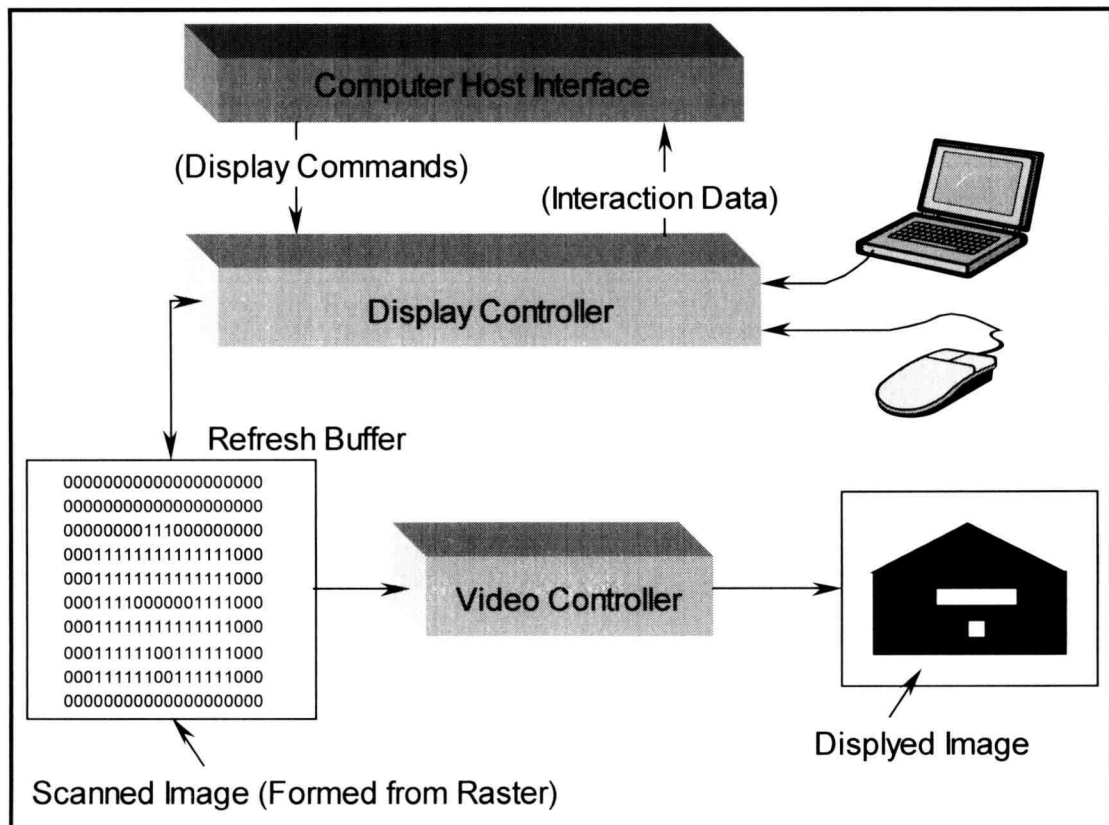 Computer Host Interface
(Display Commands)
(Interaction Data)
Display Controller
Refresh Buffer
00000000000000000000
00000000000000000000
00000000111000000000
00011111111111111000
00011111111111111000
00011110000001111000
00011111111111111000
00011111100111111000
00011111100111111000
00000000000000000000
Video Controller
Displyed Image
Scanned Image (Formed from Raster)